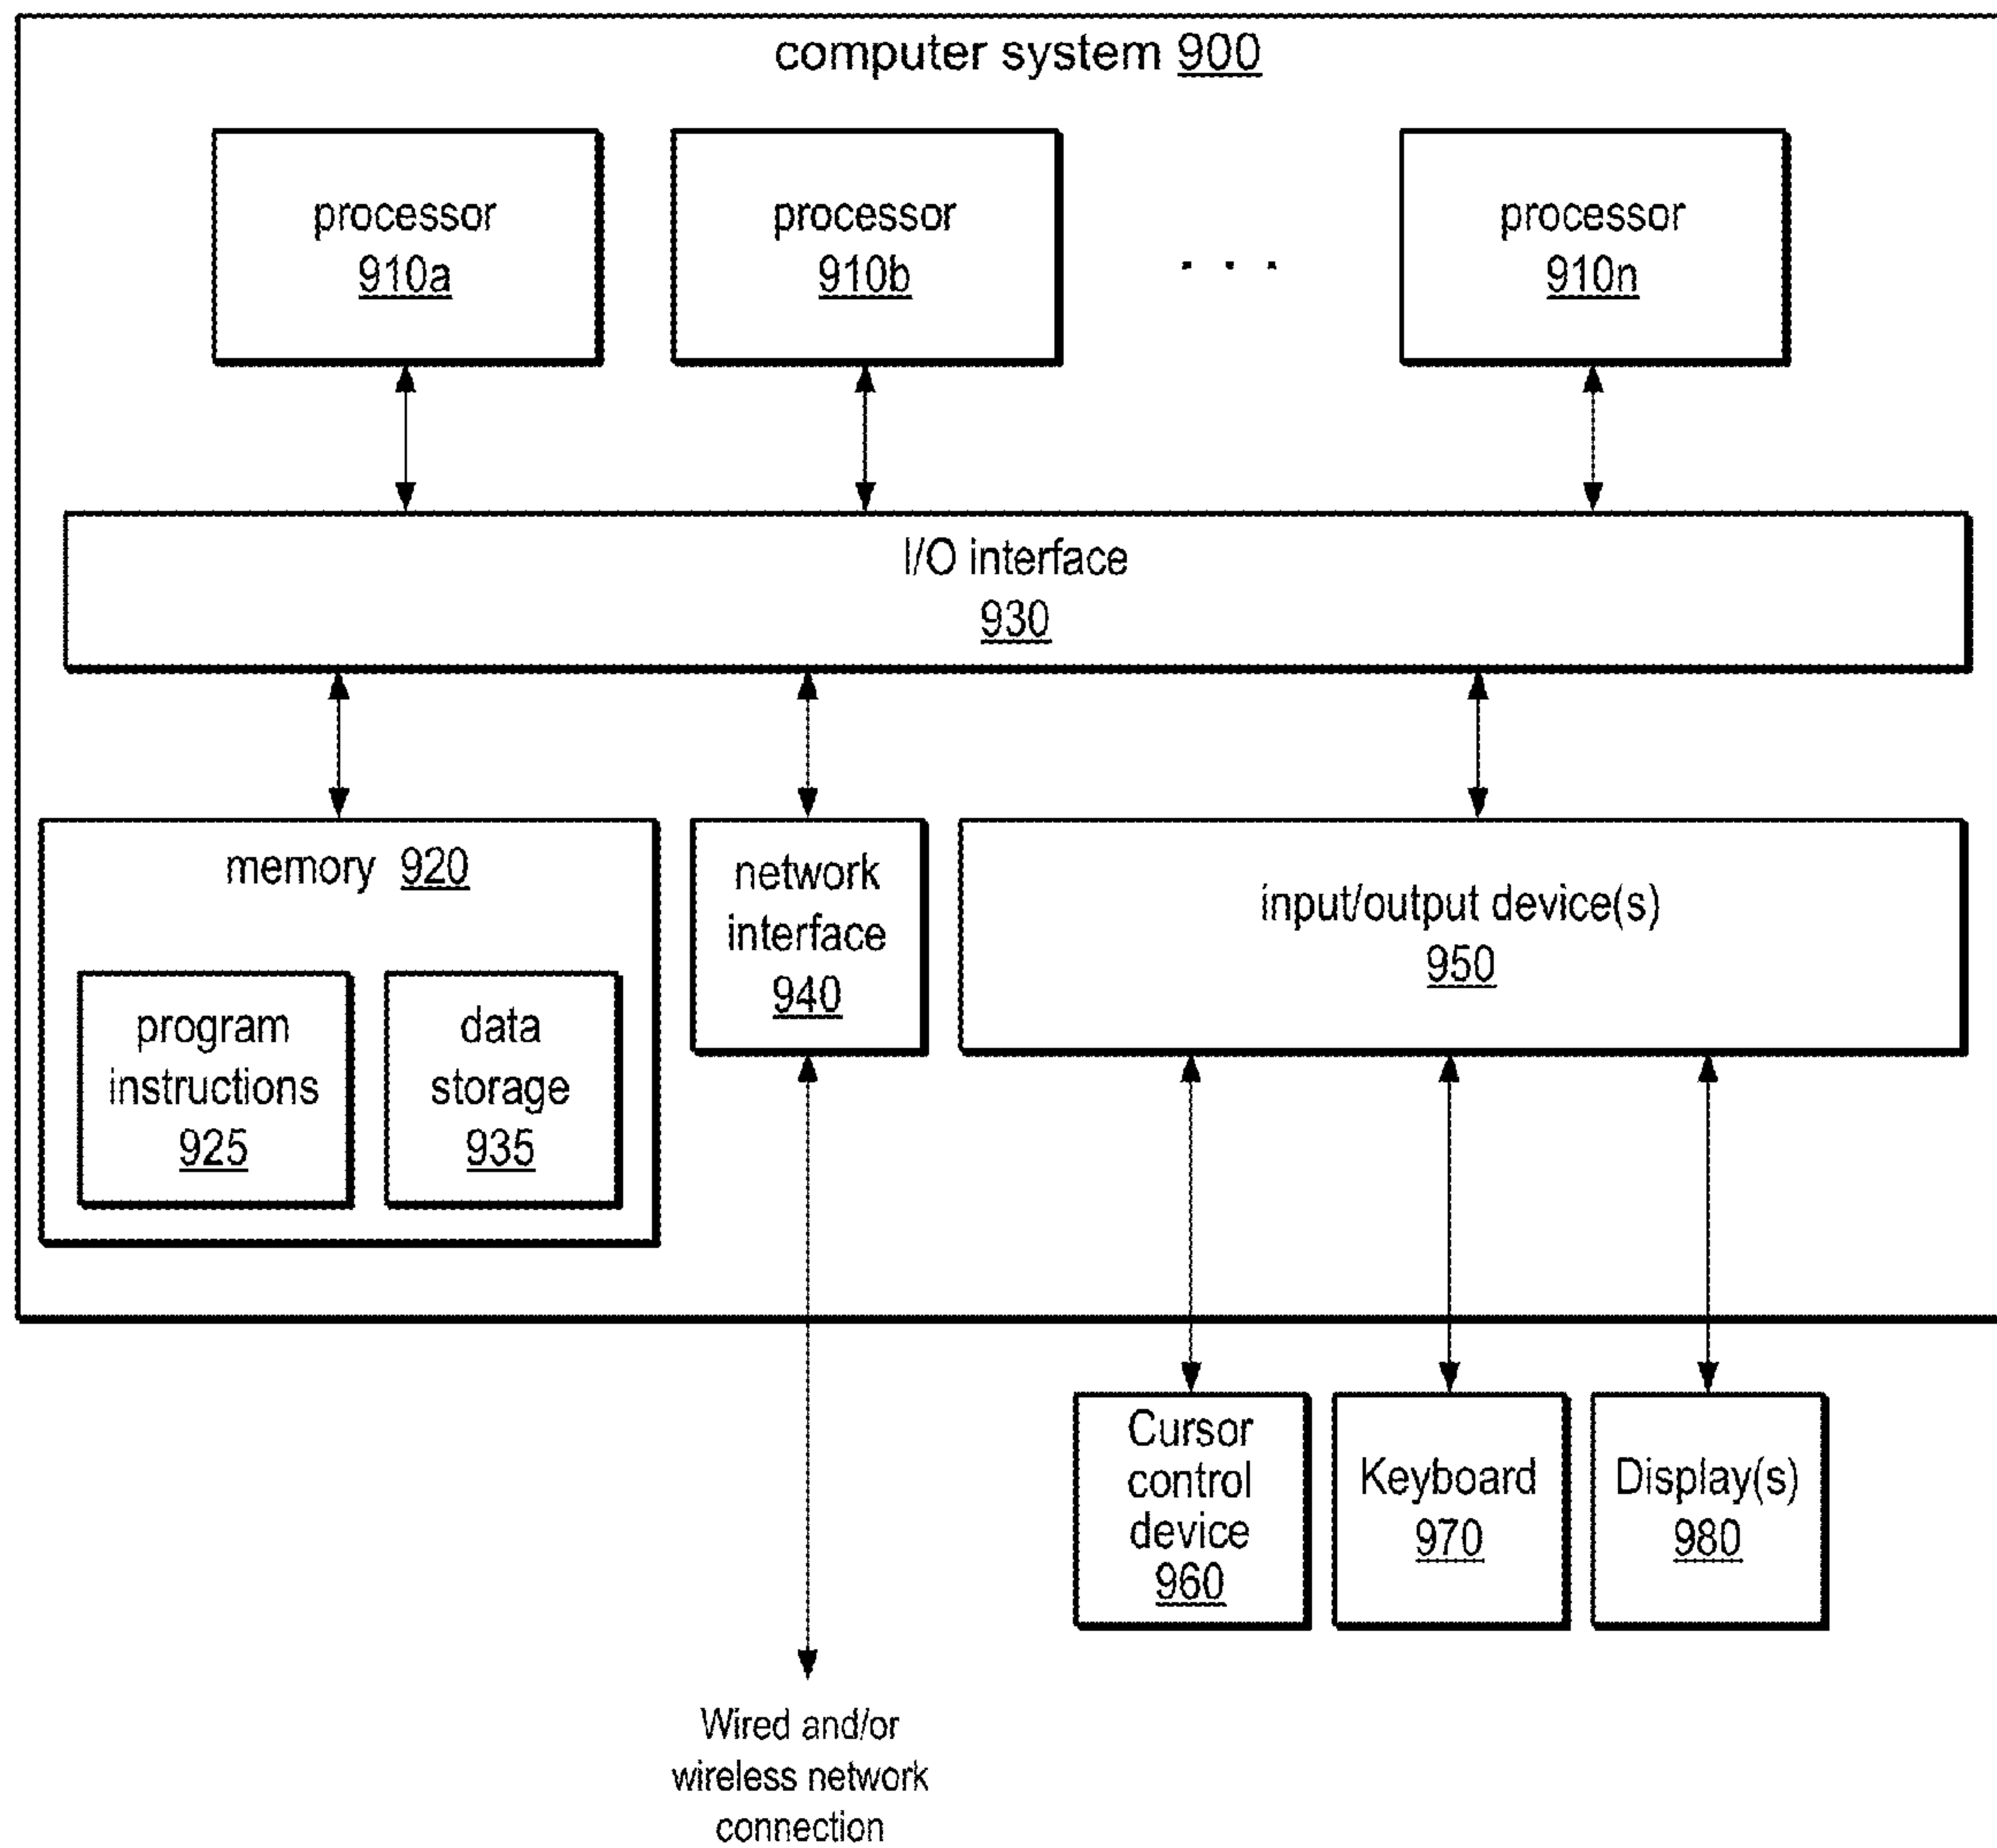 computer system 900
processor
910a
processor
910b
. . .
processor
910n
I/O interface
930
memory 920
program
instructions
925
data
storage
935
network
interface
940
input/output device(s)
950
Cursor
control
device
960
Keyboard
970
Display(s)
980
Wired and/or
wireless network
connection